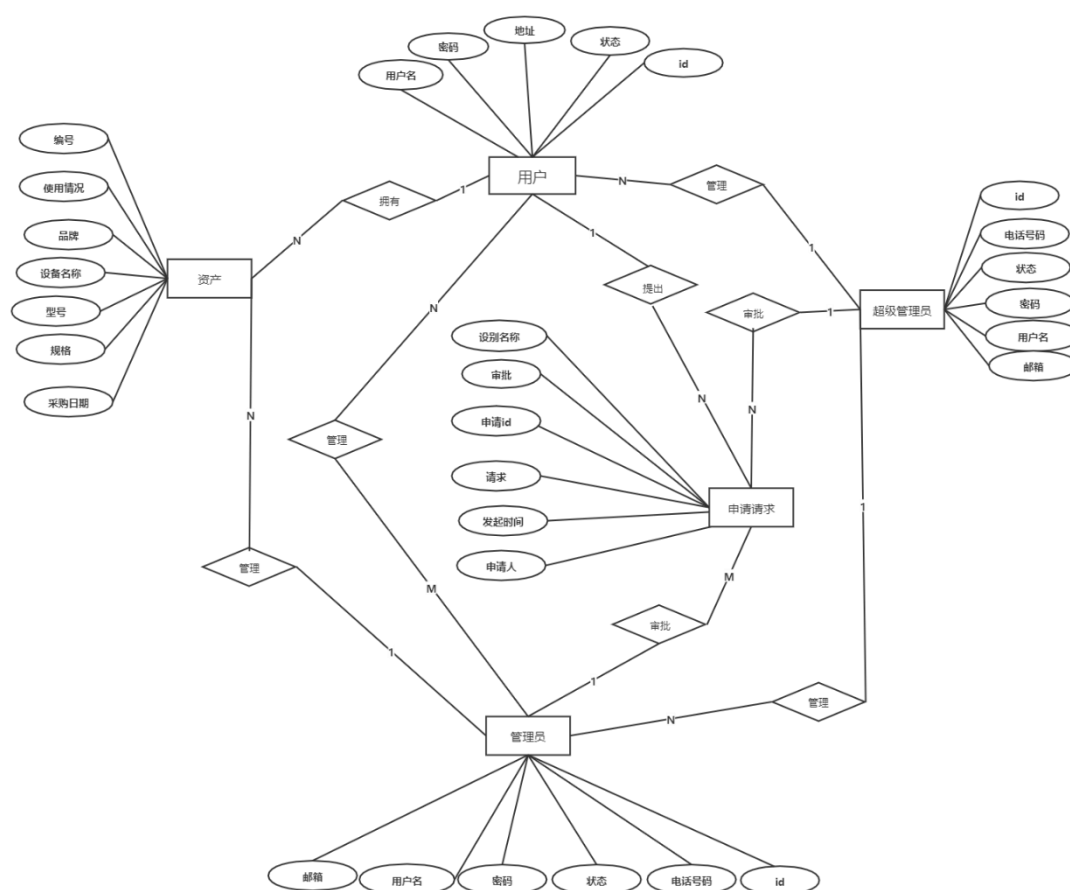 地址
密码
状态
用户名
id
编号
用户
管理
使用情况
拥有
1
N
id
电话号码
品牌
N
1
1
设备名称
资产
状态
提出
型号
N
审批
1
超级管理员
密码
设别名称
用户名
规格
邮箱
审批
采购日期
N
N
N
申请id
管理
请求
申请请求
1
发起时间
申请人
管理
M
M
审批
1
1
管理
N
管理员
邮箱
用户名
密码
状态
电话号码
id